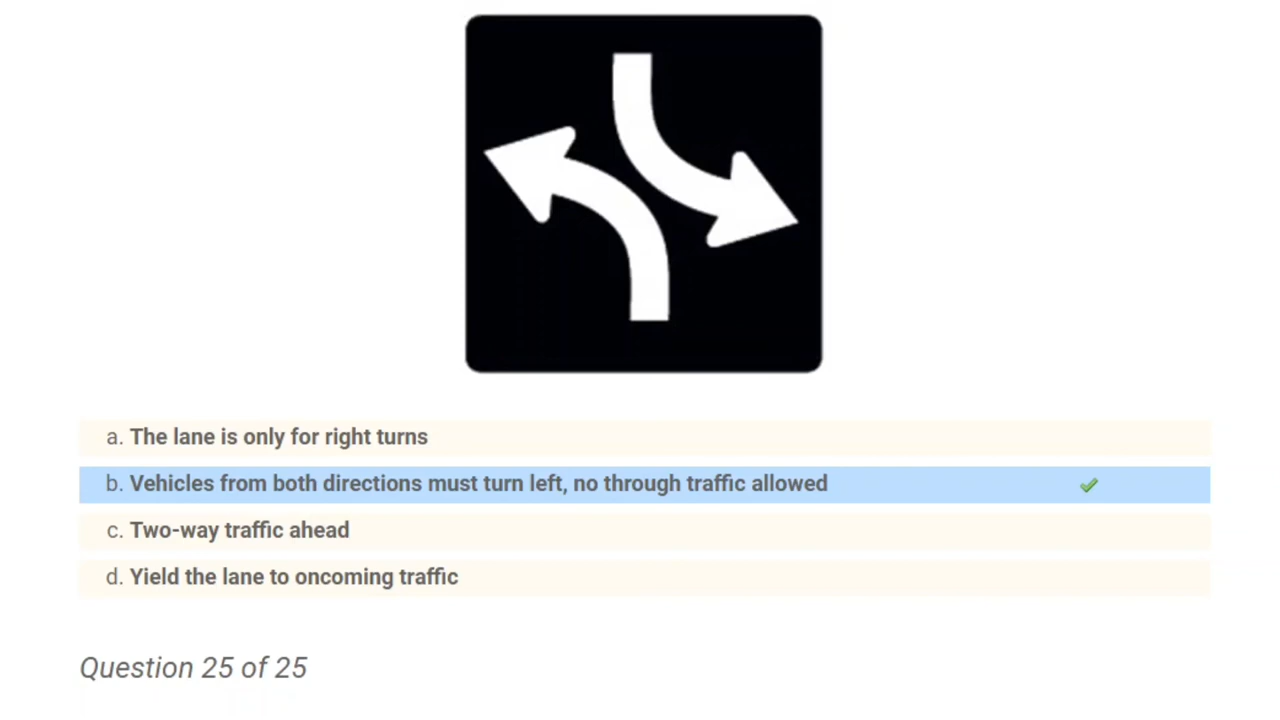 a. The lane is only for right turns
b. Vehicles from both directions must turn left, no through traffic allowed
c. Two-way traffic ahead
d. Yield the lane to oncoming traffic
Question 25 of 25